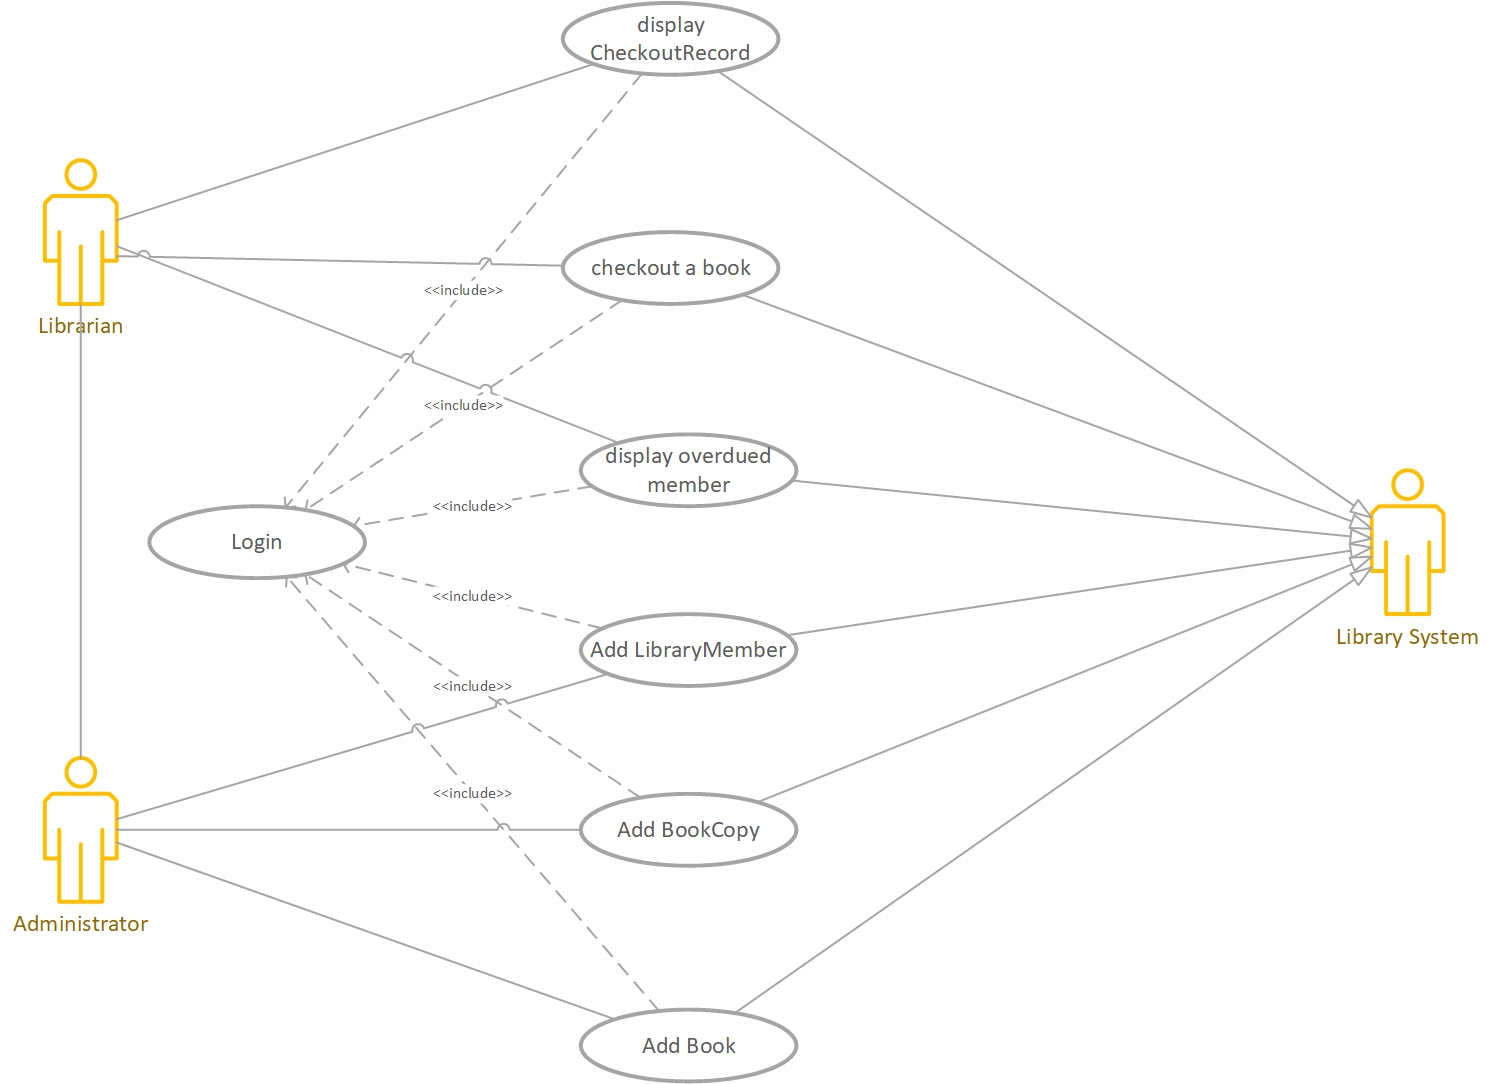 display
CheckoutRecord
checkout a book
<<include>>
Librarian
<<include>>
display overdued
member
<<include>>
Login
<<include>>
Add LibraryMember
Library System
<<include>>
<<include>>
Add BookCopy
Administrator
Add Book